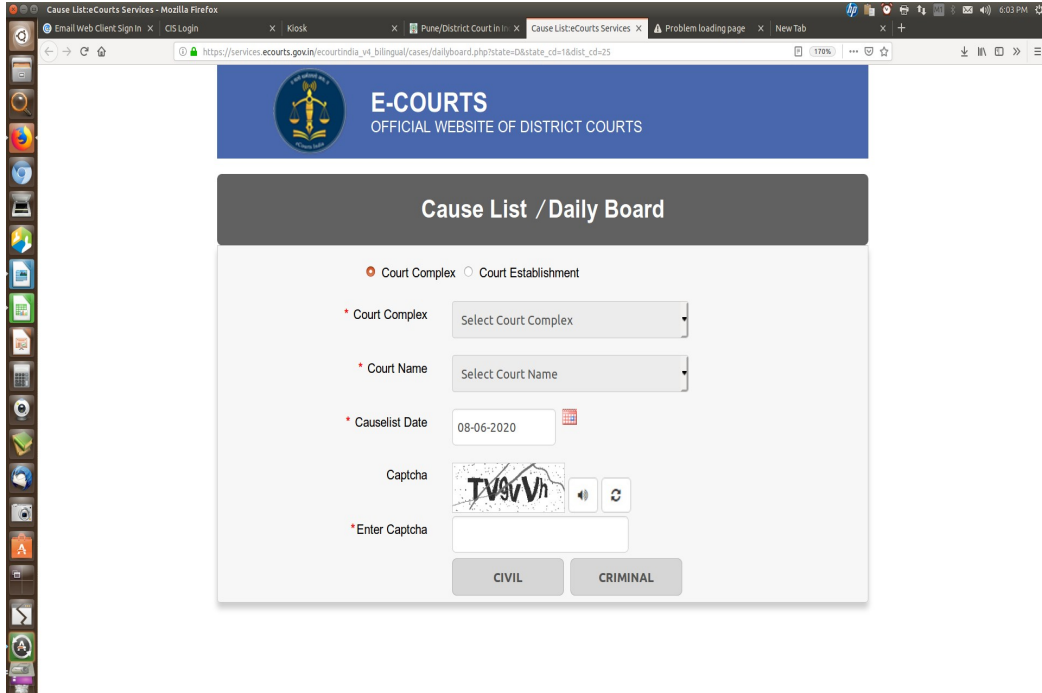 Cause List:eCourts Services - Mozilla Firefox
6:03 PM
Email Web Client Sign In
CIS Login
Kiosk
Pune/District Court in In
Cause List:eCourts Services
Problem loading page
New Tab
https://services.ecourts.gov.in/ecourtindia_v4_bilingual/cases/dailyboard.php?state=D&state_cd=1&dist_cd=25
170%
E-COURTS
OFFICIAL WEBSITE OF DISTRICT COURTS
Cause List / Daily Board
Court Complex Court Establishment
* Court Complex Select Court Complex
* Court Name Select Court Name
* Causelist Date 08-06-2020
Captcha
*Enter Captcha
CIVIL CRIMINAL